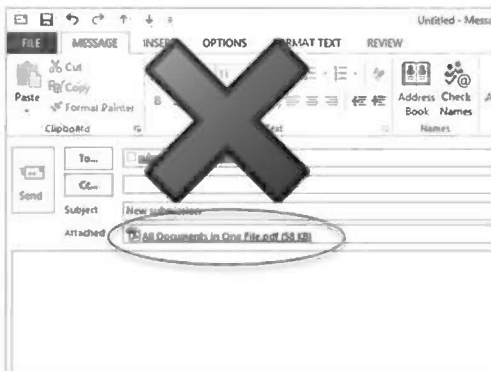 Untitled - Messa
FILE MESSAGE INSERT OPTIONS FORMAT TEXT REVIEW
Cut
Copy
Paste
Format Painter
Address Book
Check Names
Clipboard
Names
To...
Cc...
Send
Subject New submission
Attached All Documents in One File.pdf (58 KB)